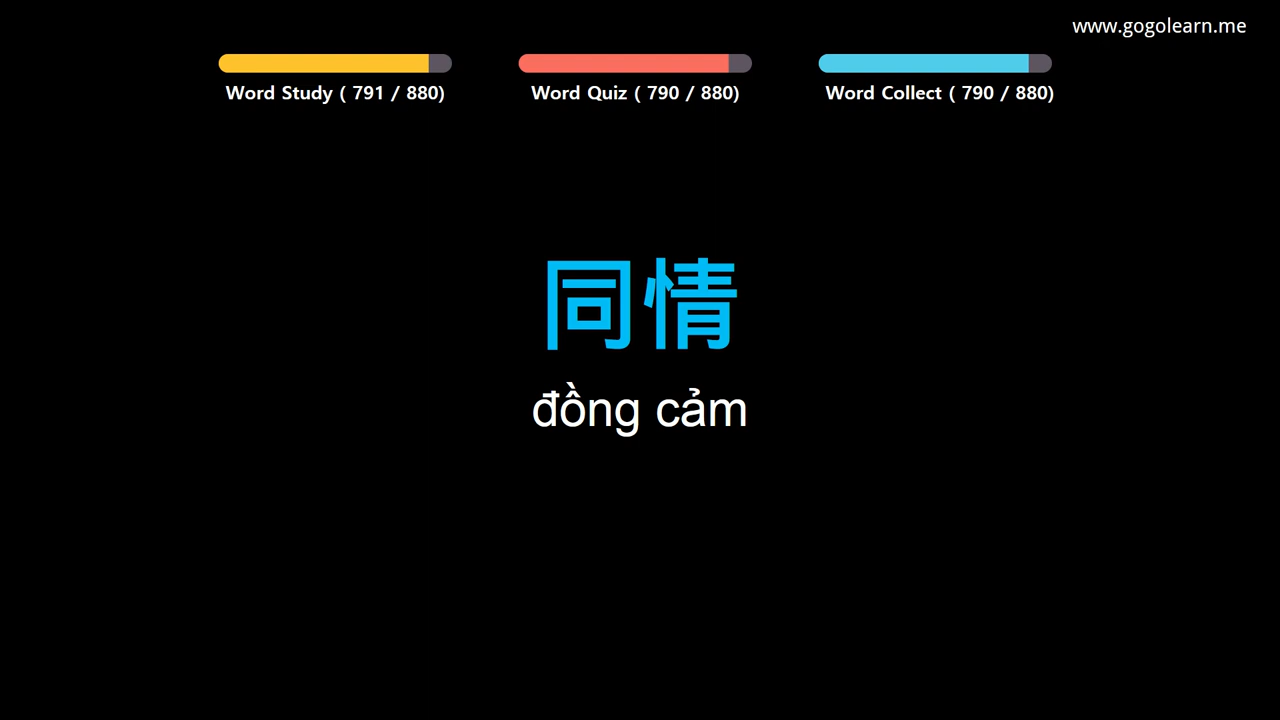 www.gogolearn.me
Word Study ( 791 / 880)
Word Quiz ( 790 / 880)
Word Collect ( 790 / 880)
同情
đồng cảm